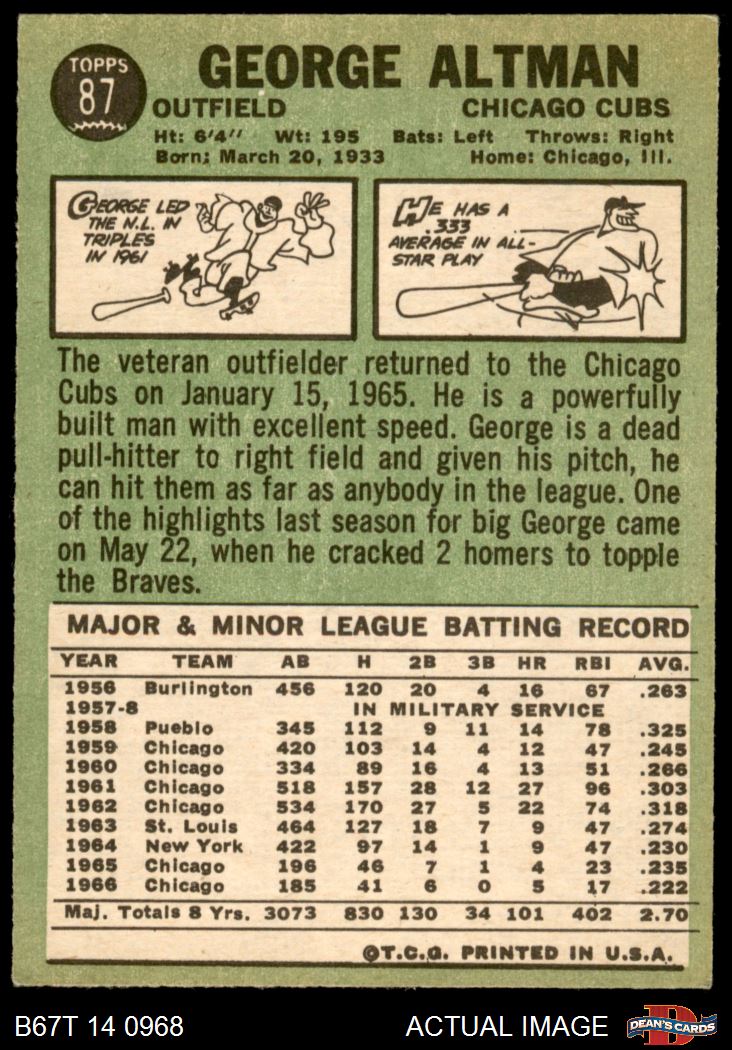 TOPPS
87
GEORGE ALTMAN
OUTFIELD CHICAGO CUBS
Ht: 6'4" Wt: 195 Bats: Left Throws: Right
Born: March 20, 1933 Home: Chicago, Ill.
GEORGE LED
THE N.L. IN
TRIPLES
IN 1961
HE HAS A
.333
AVERAGE IN ALL-
STAR PLAY
The veteran outfielder returned to the Chicago
Cubs on January 15, 1965. He is a powerfully
built man with excellent speed. George is a dead
pull-hitter to right field and given his pitch, he
can hit them as far as anybody in the league. One
of the highlights last season for big George came
on May 22, when he cracked 2 homers to topple
the Braves.
MAJOR & MINOR LEAGUE BATTING RECORD
YEAR TEAM AB H 2B 3B HR RBI AVG.
1956 Burlington 456 120 20 4 16 67 .263
1957-8 IN MILITARY SERVICE
1958 Pueblo 345 112 9 11 14 78 .325
1959 Chicago 420 103 14 4 12 47 .245
1960 Chicago 334 89 16 4 13 51 .266
1961 Chicago 518 157 28 12 27 96 .303
1962 Chicago 534 170 27 5 22 74 .318
1963 St. Louis 464 127 18 7 9 47 .274
1964 New York 422 97 14 1 9 47 .230
1965 Chicago 196 46 7 1 4 23 .235
1966 Chicago 185 41 6 0 5 17 .222
Maj. Totals 8 Yrs. 3073 830 130 34 101 402 2.70
©T.C.G. PRINTED IN U.S.A.
B67T 14 0968 ACTUAL IMAGE
D
DEAN'S CARDS